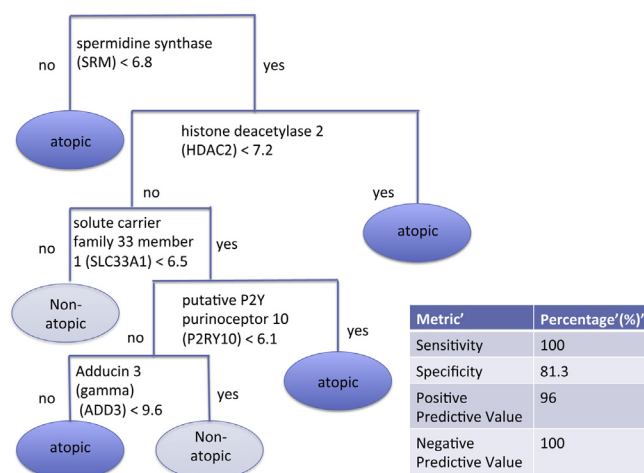 spermidine synthase
(SRM) < 6.8
no
yes
atopic
histone deacetylase 2
(HDAC2) < 7.2
no
yes
atopic
solute carrier
family 33 member
1 (SLC33A1) < 6.5
no
yes
Non-
atopic
putative P2Y
purinoceptor 10
(P2RY10) < 6.1
no
yes
atopic
Adducin 3
(gamma)
(ADD3) < 9.6
no
yes
atopic
Non-
atopic
Metric' Percentage'(%)'
Sensitivity 100
Specificity 81.3
Positive 96
Predictive Value
Negative 100
Predictive Value